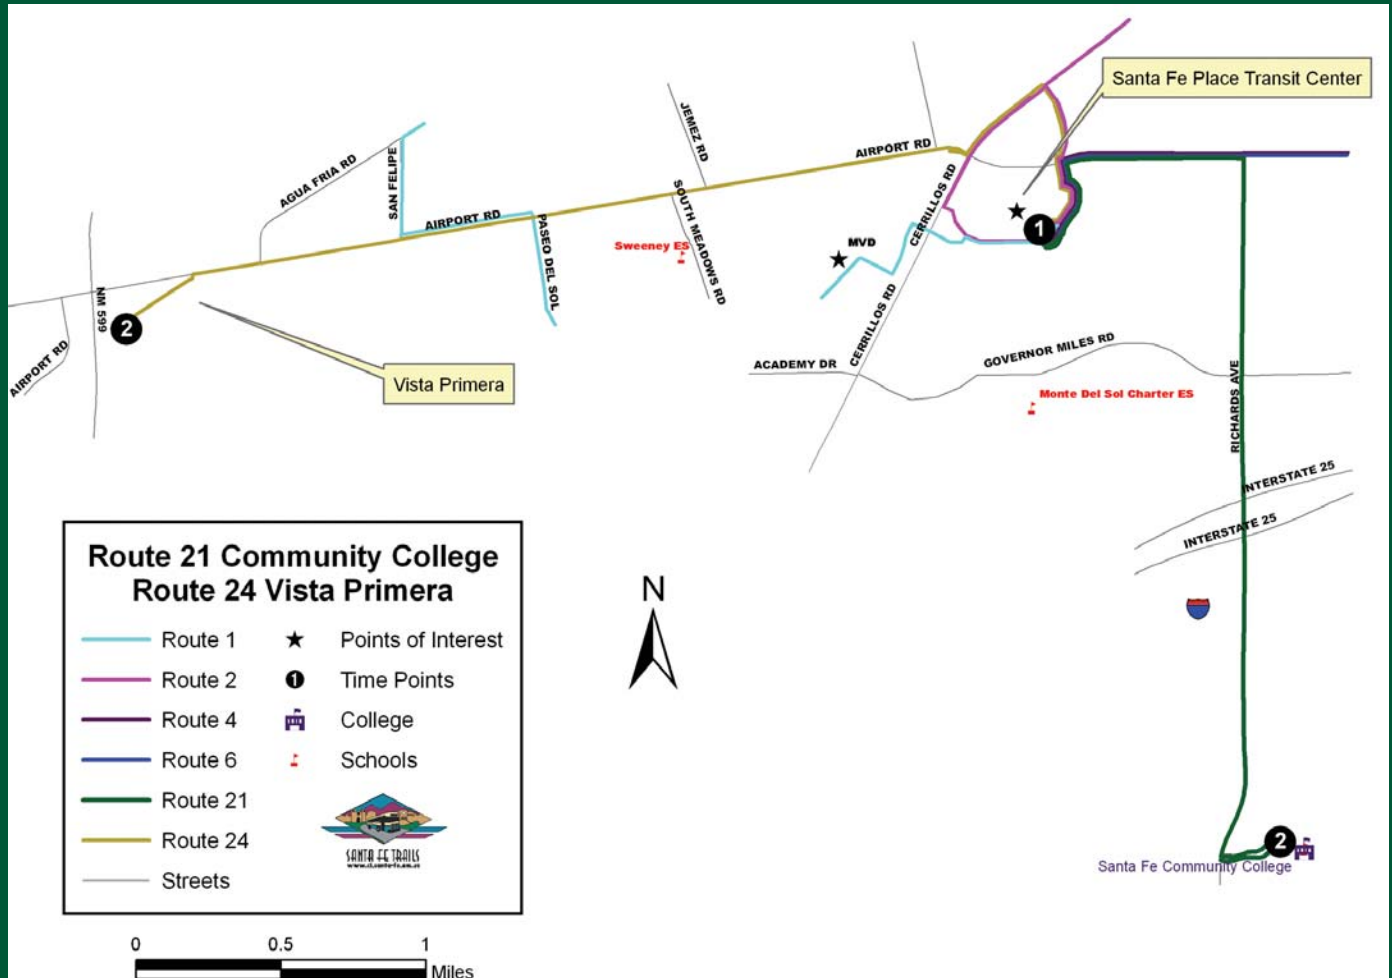 Santa Fe Place Transit Center
JEMEZ RD
AIRPORT RD
AGUA FRIA RD
SAN FELIPE
AIRPORT RD
PASEO DEL SOL
SOUTH MEADOWS RD
Sweeney ES
CERRILLOS RD
1
MVD
NM 599
2
AIRPORT RD
Vista Primera
CERRILLOS RD
ACADEMY DR
GOVERNOR MILES RD
Monte Del Sol Charter ES
RICHARDS AVE
INTERSTATE 25
INTERSTATE 25
Route 21 Community College
Route 24 Vista Primera
Route 1
Points of Interest
Route 2
1
Time Points
Route 4
College
Route 6
Schools
Route 21
Route 24
Streets
SANTA FE TRAILS
N
2
Santa Fe Community College
0
0.5
1
Miles